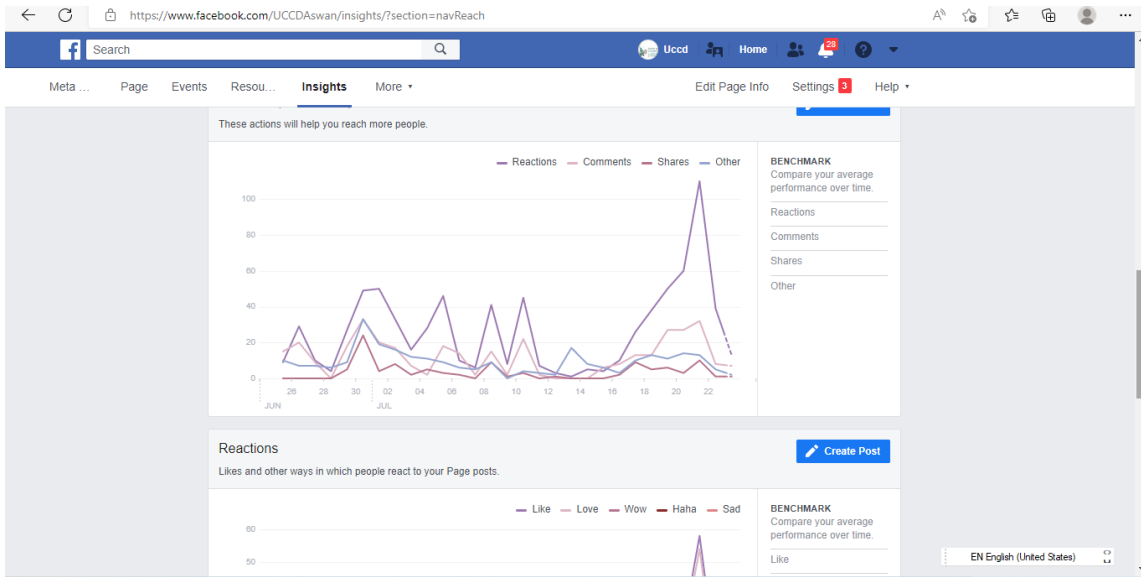 https://www.facebook.com/UCCDAswan/insights/?section=navReach
Search
Uccd
Home
28
Meta ... Page Events Resou... Insights More
Edit Page Info Settings 3 Help
These actions will help you reach more people.
Reactions Comments Shares Other
100
80
60
40
20
0
26 28 30 02 04 06 08 10 12 14 16 18 20 22
JUN JUL
BENCHMARK
Compare your average
performance over time.
Reactions
Comments
Shares
Other
Reactions
Likes and other ways in which people react to your Page posts.
Create Post
Like Love Wow Haha Sad
60
50
BENCHMARK
Compare your average
performance over time.
Like
EN English (United States)